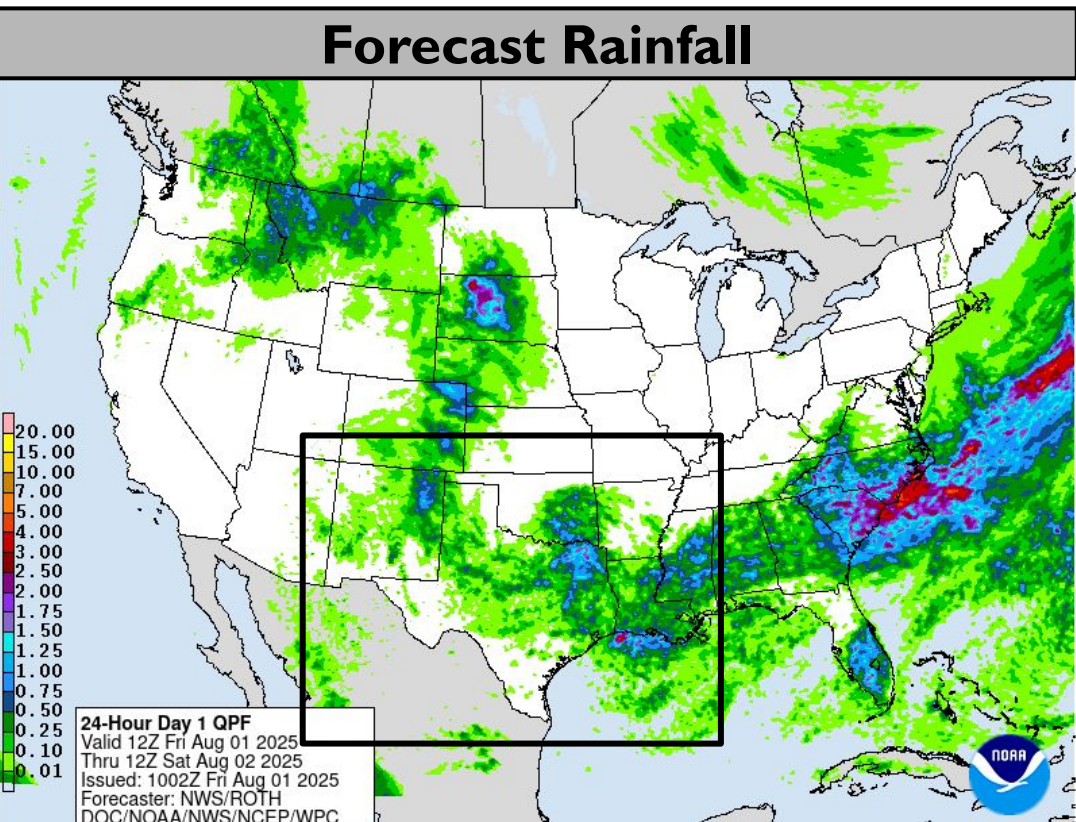 Forecast Rainfall
20.00
15.00
10.00
7.00
5.00
4.00
3.00
2.50
2.00
1.75
1.50
1.25
1.00
0.75
0.50
0.25
0.10
0.01
24-Hour Day 1 QPF
Valid 12Z Fri Aug 01 2025
Thru 12Z Sat Aug 02 2025
Issued: 1002Z Fri Aug 01 2025
Forecaster: NWS/ROTH
DOC/NOAA/NWS/NCEP/WPC
NOAA